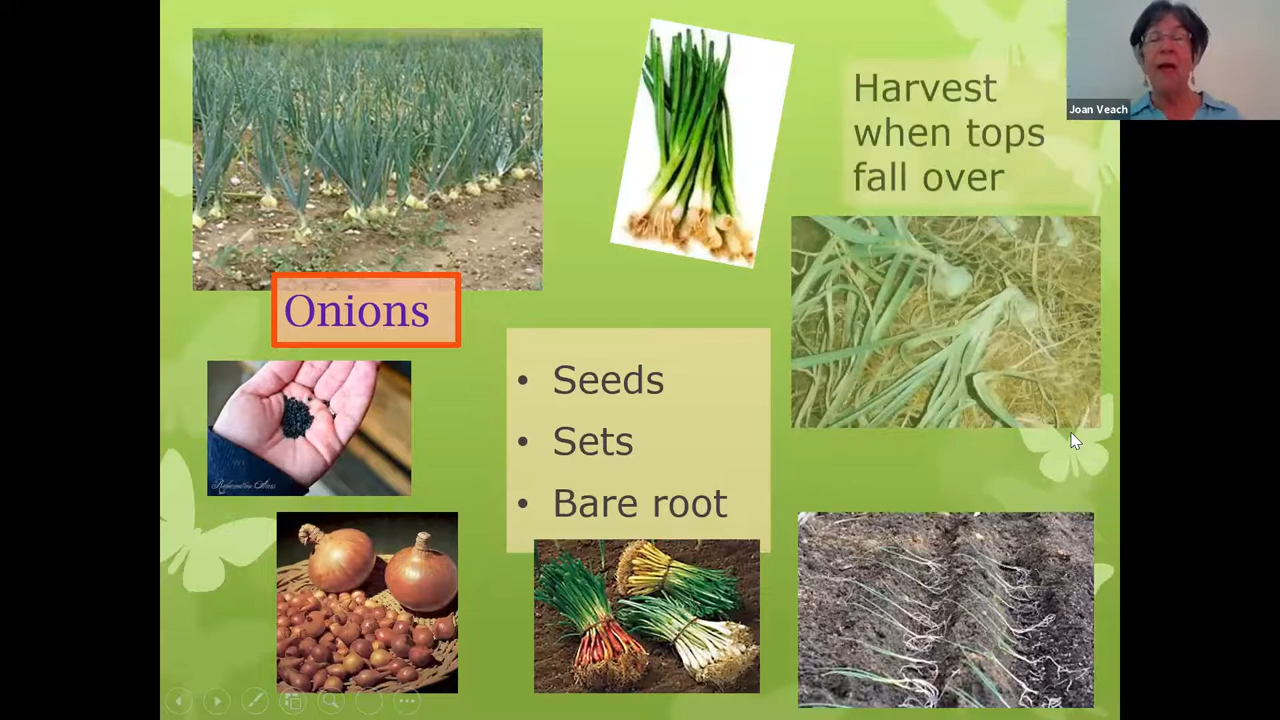 Harvest
when tops
fall over
Joan Veach
Onions
• Seeds
• Sets
• Bare root